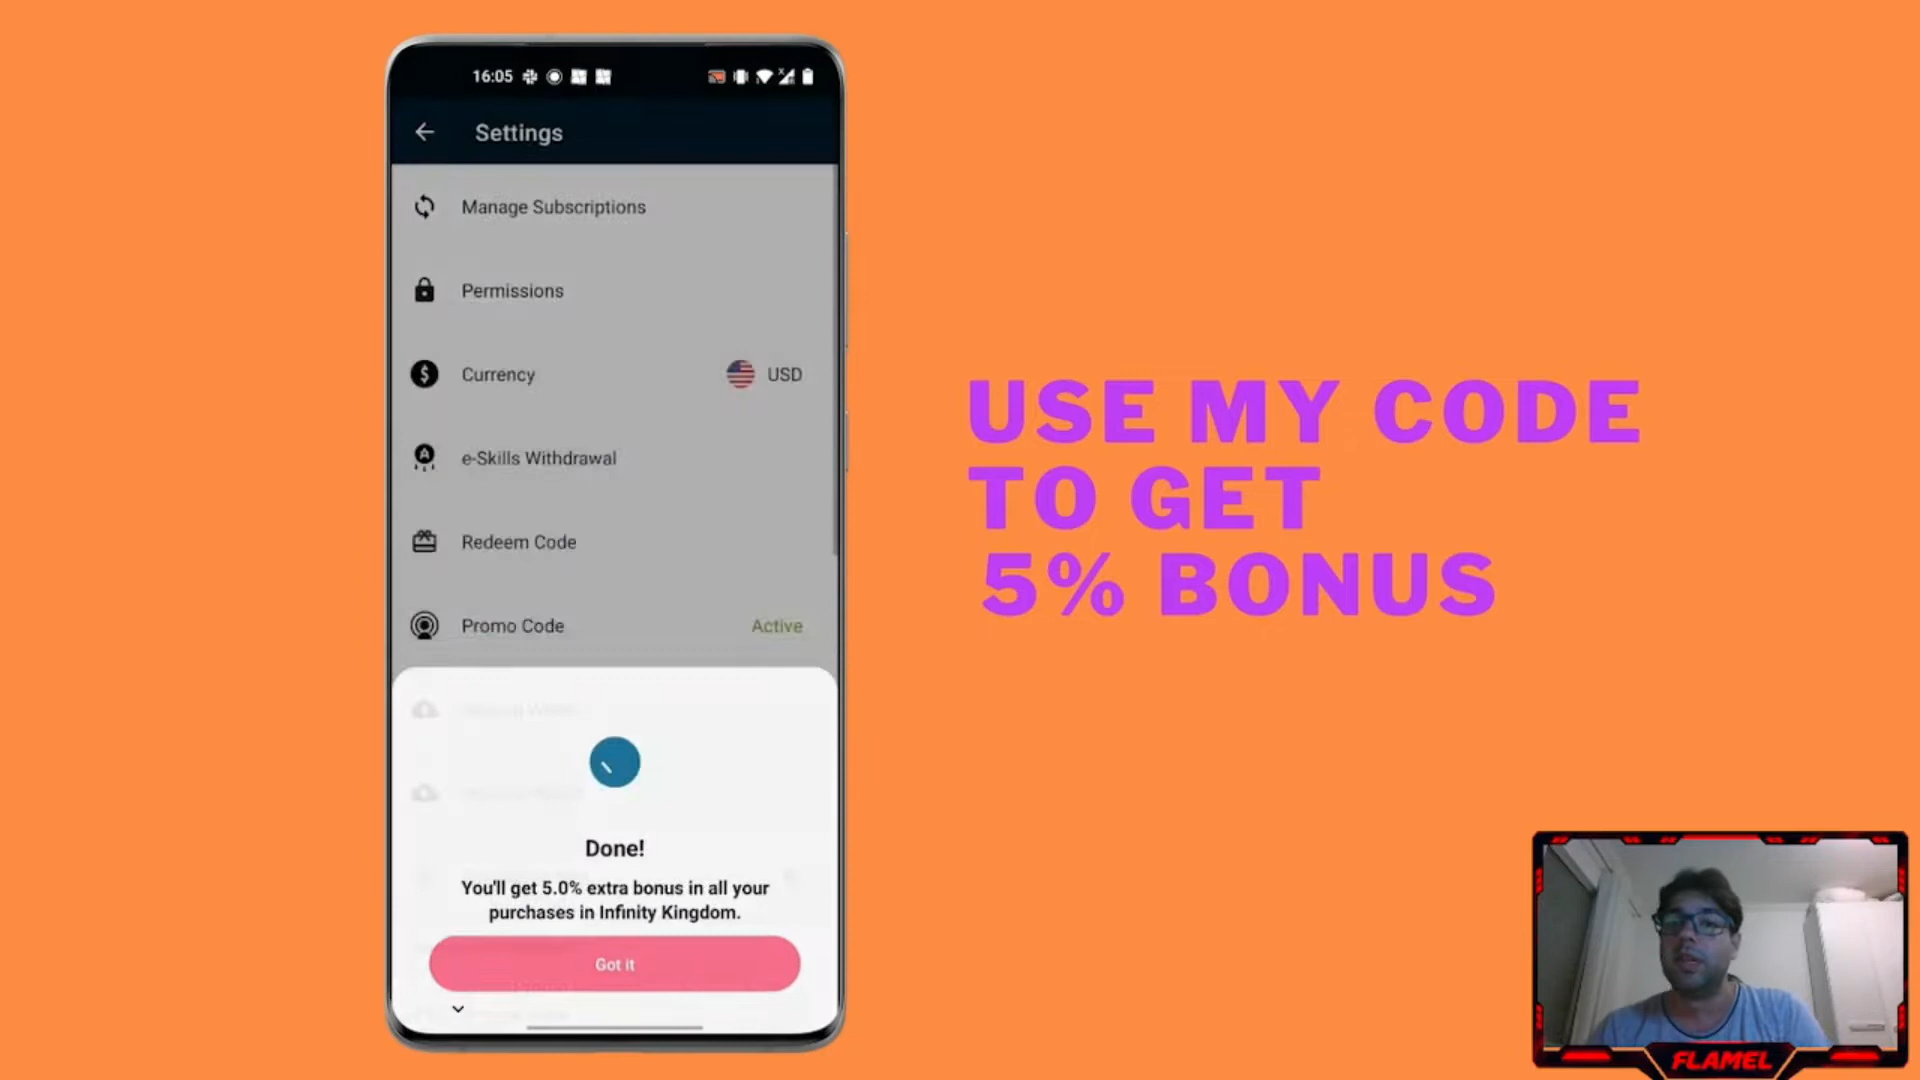 16:05
Settings
Manage Subscriptions
Permissions
Currency
USD
e-Skills Withdrawal
Redeem Code
Promo Code
Active
Done!
You'll get 5.0% extra bonus in all your
purchases in Infinity Kingdom.
Got it
USE MY CODE
TO GET
5% BONUS
FLAMEL